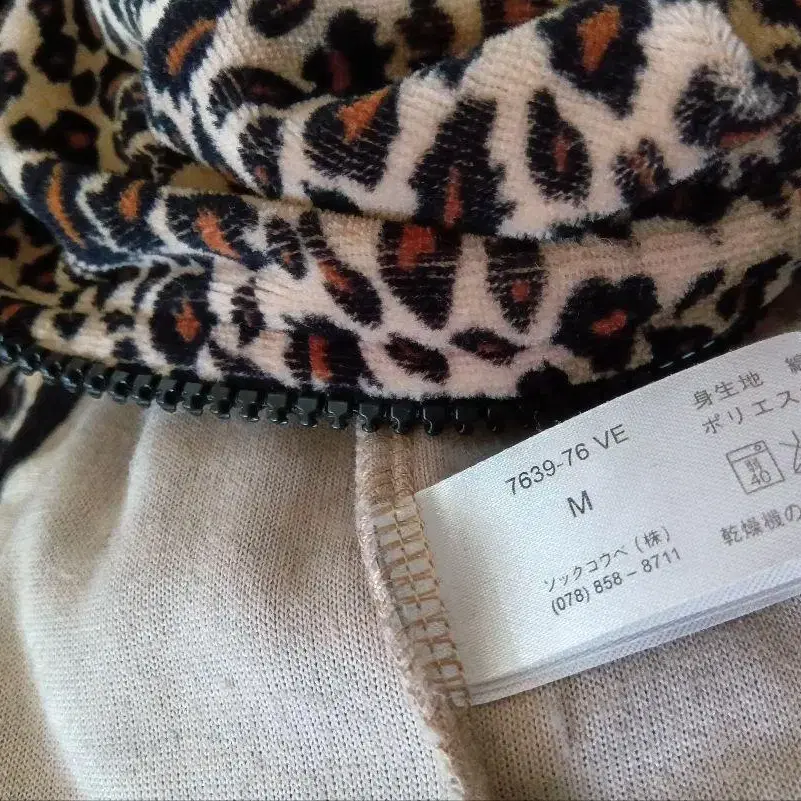 7639-76 VE
M
ソックコウベ（株）
(078) 858－8711
身生地
ポリエス
弱
40
乾燥機の